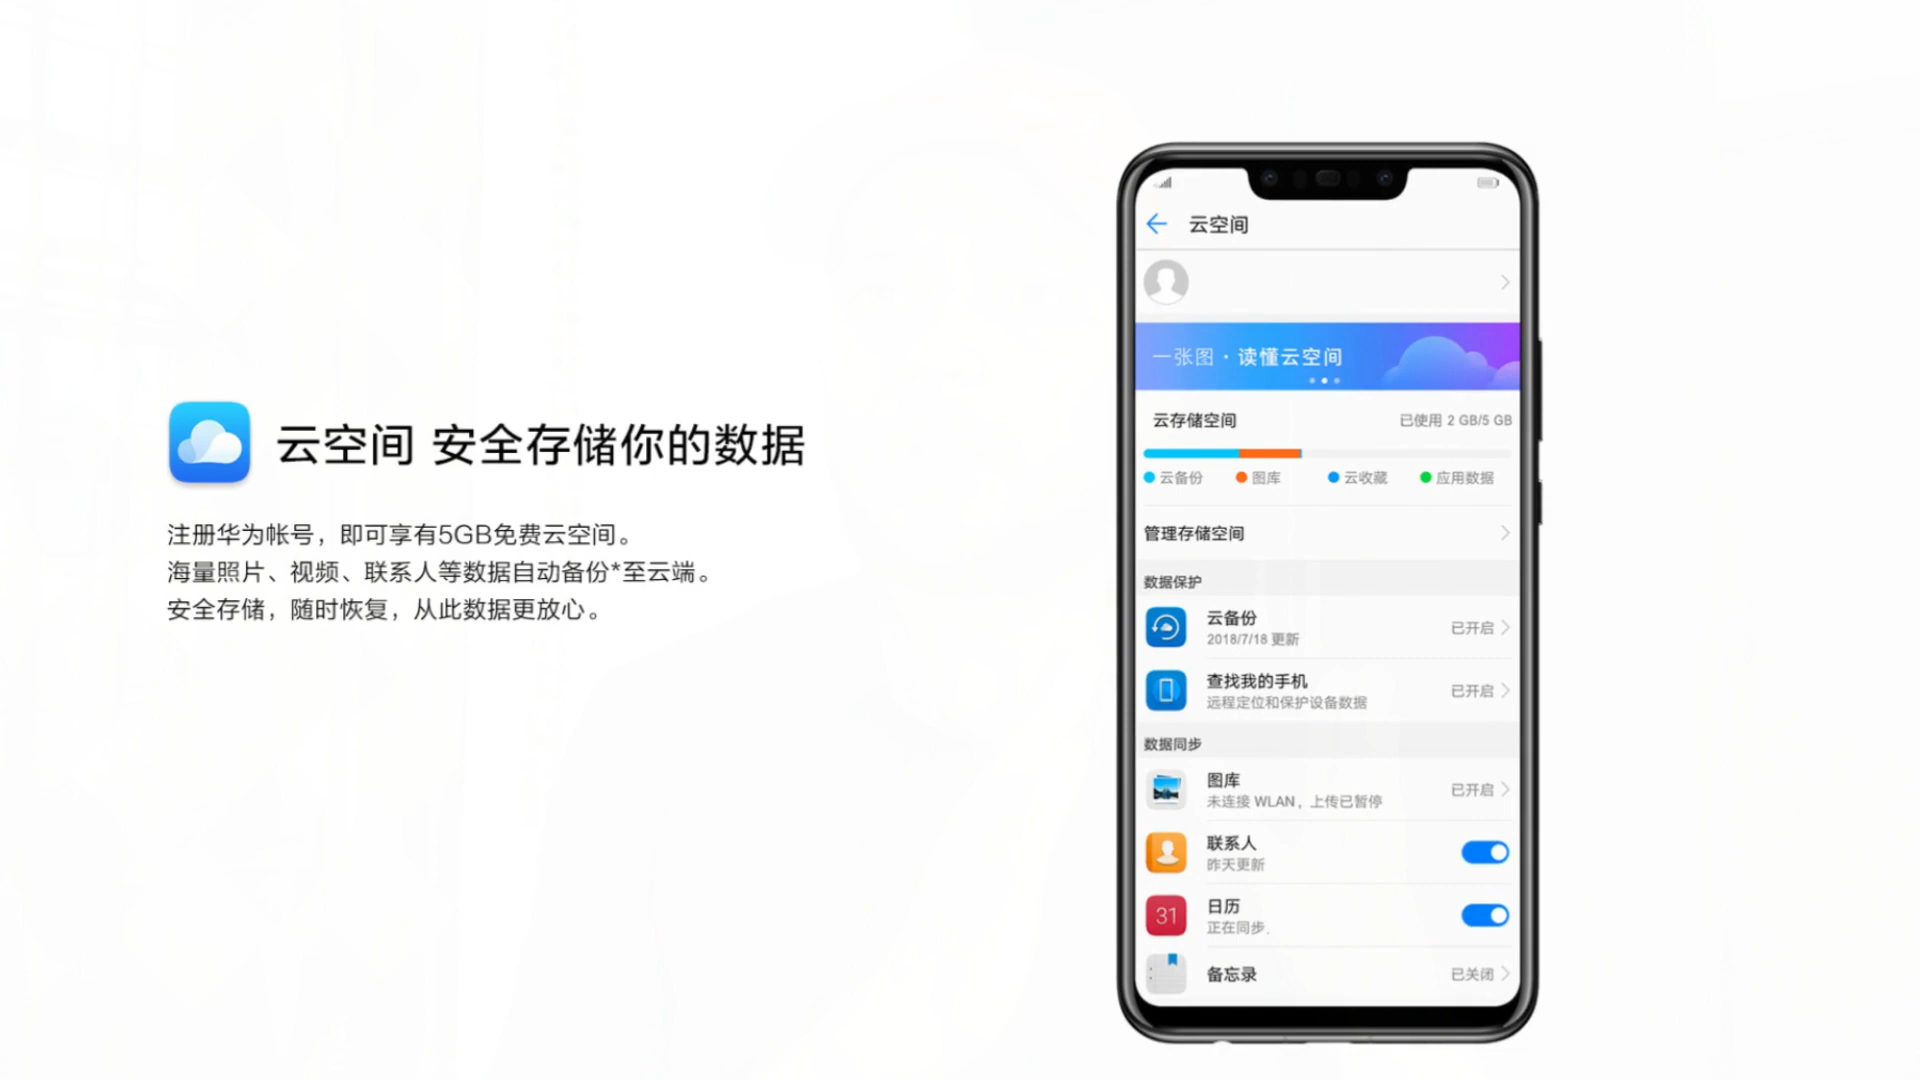 云空间 安全存储你的数据
注册华为帐号，即可享有5GB免费云空间。
海量照片、视频、联系人等数据自动备份*至云端。
安全存储，随时恢复，从此数据更放心。
云空间
一张图·读懂云空间
云存储空间 已使用 2 GB/5 GB
云备份 图库 云收藏 应用数据
管理存储空间
数据保护
云备份
2018/7/18 更新
已开启
查找我的手机
远程定位和保护设备数据
已开启
数据同步
图库
未连接 WLAN，上传已暂停
已开启
联系人
昨天更新
31
日历
正在同步.
备忘录
已关闭